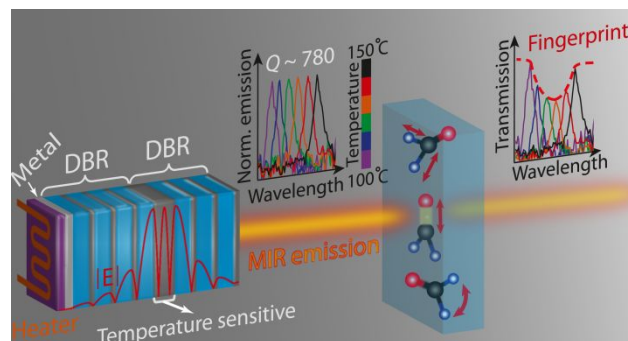 Metal
DBR
DBR
|E|
Heater
Temperature sensitive
Norm. emission
Q ~ 780
Wavelength
150°C
Temperature
100°C
MIR emission
Fingerprint
Transmission
Wavelength